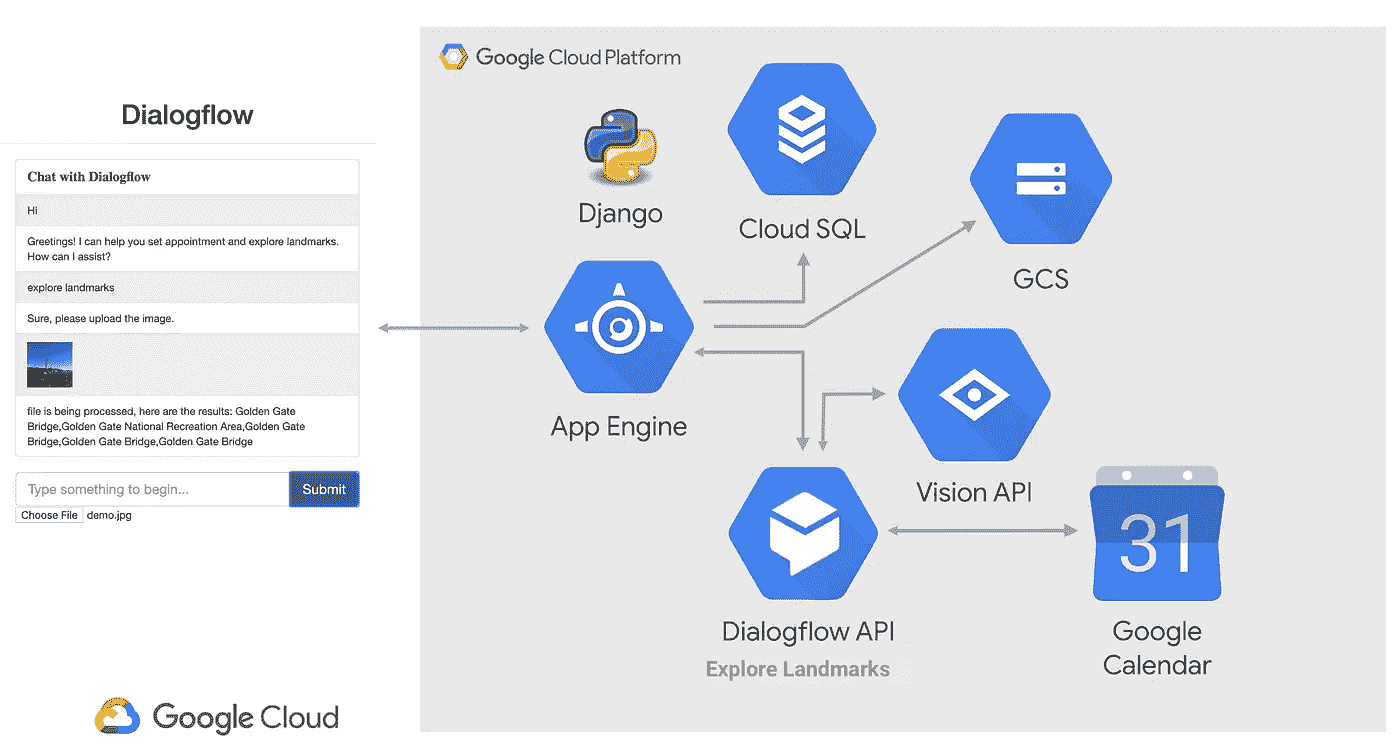 Dialogflow
Chat with Dialogflow
Hi
Greetings! I can help you set appointment and explore landmarks.
How can I assist?
explore landmarks
Sure, please upload the image.
file is being processed, here are the results: Golden Gate
Bridge,Golden Gate National Recreation Area,Golden Gate
Bridge,Golden Gate Bridge,Golden Gate Bridge
Type something to begin...
Submit
Choose File demo.jpg
Google Cloud
Google Cloud Platform
Django
Cloud SQL
GCS
App Engine
Vision API
Dialogflow API
Explore Landmarks
31
Google
Calendar